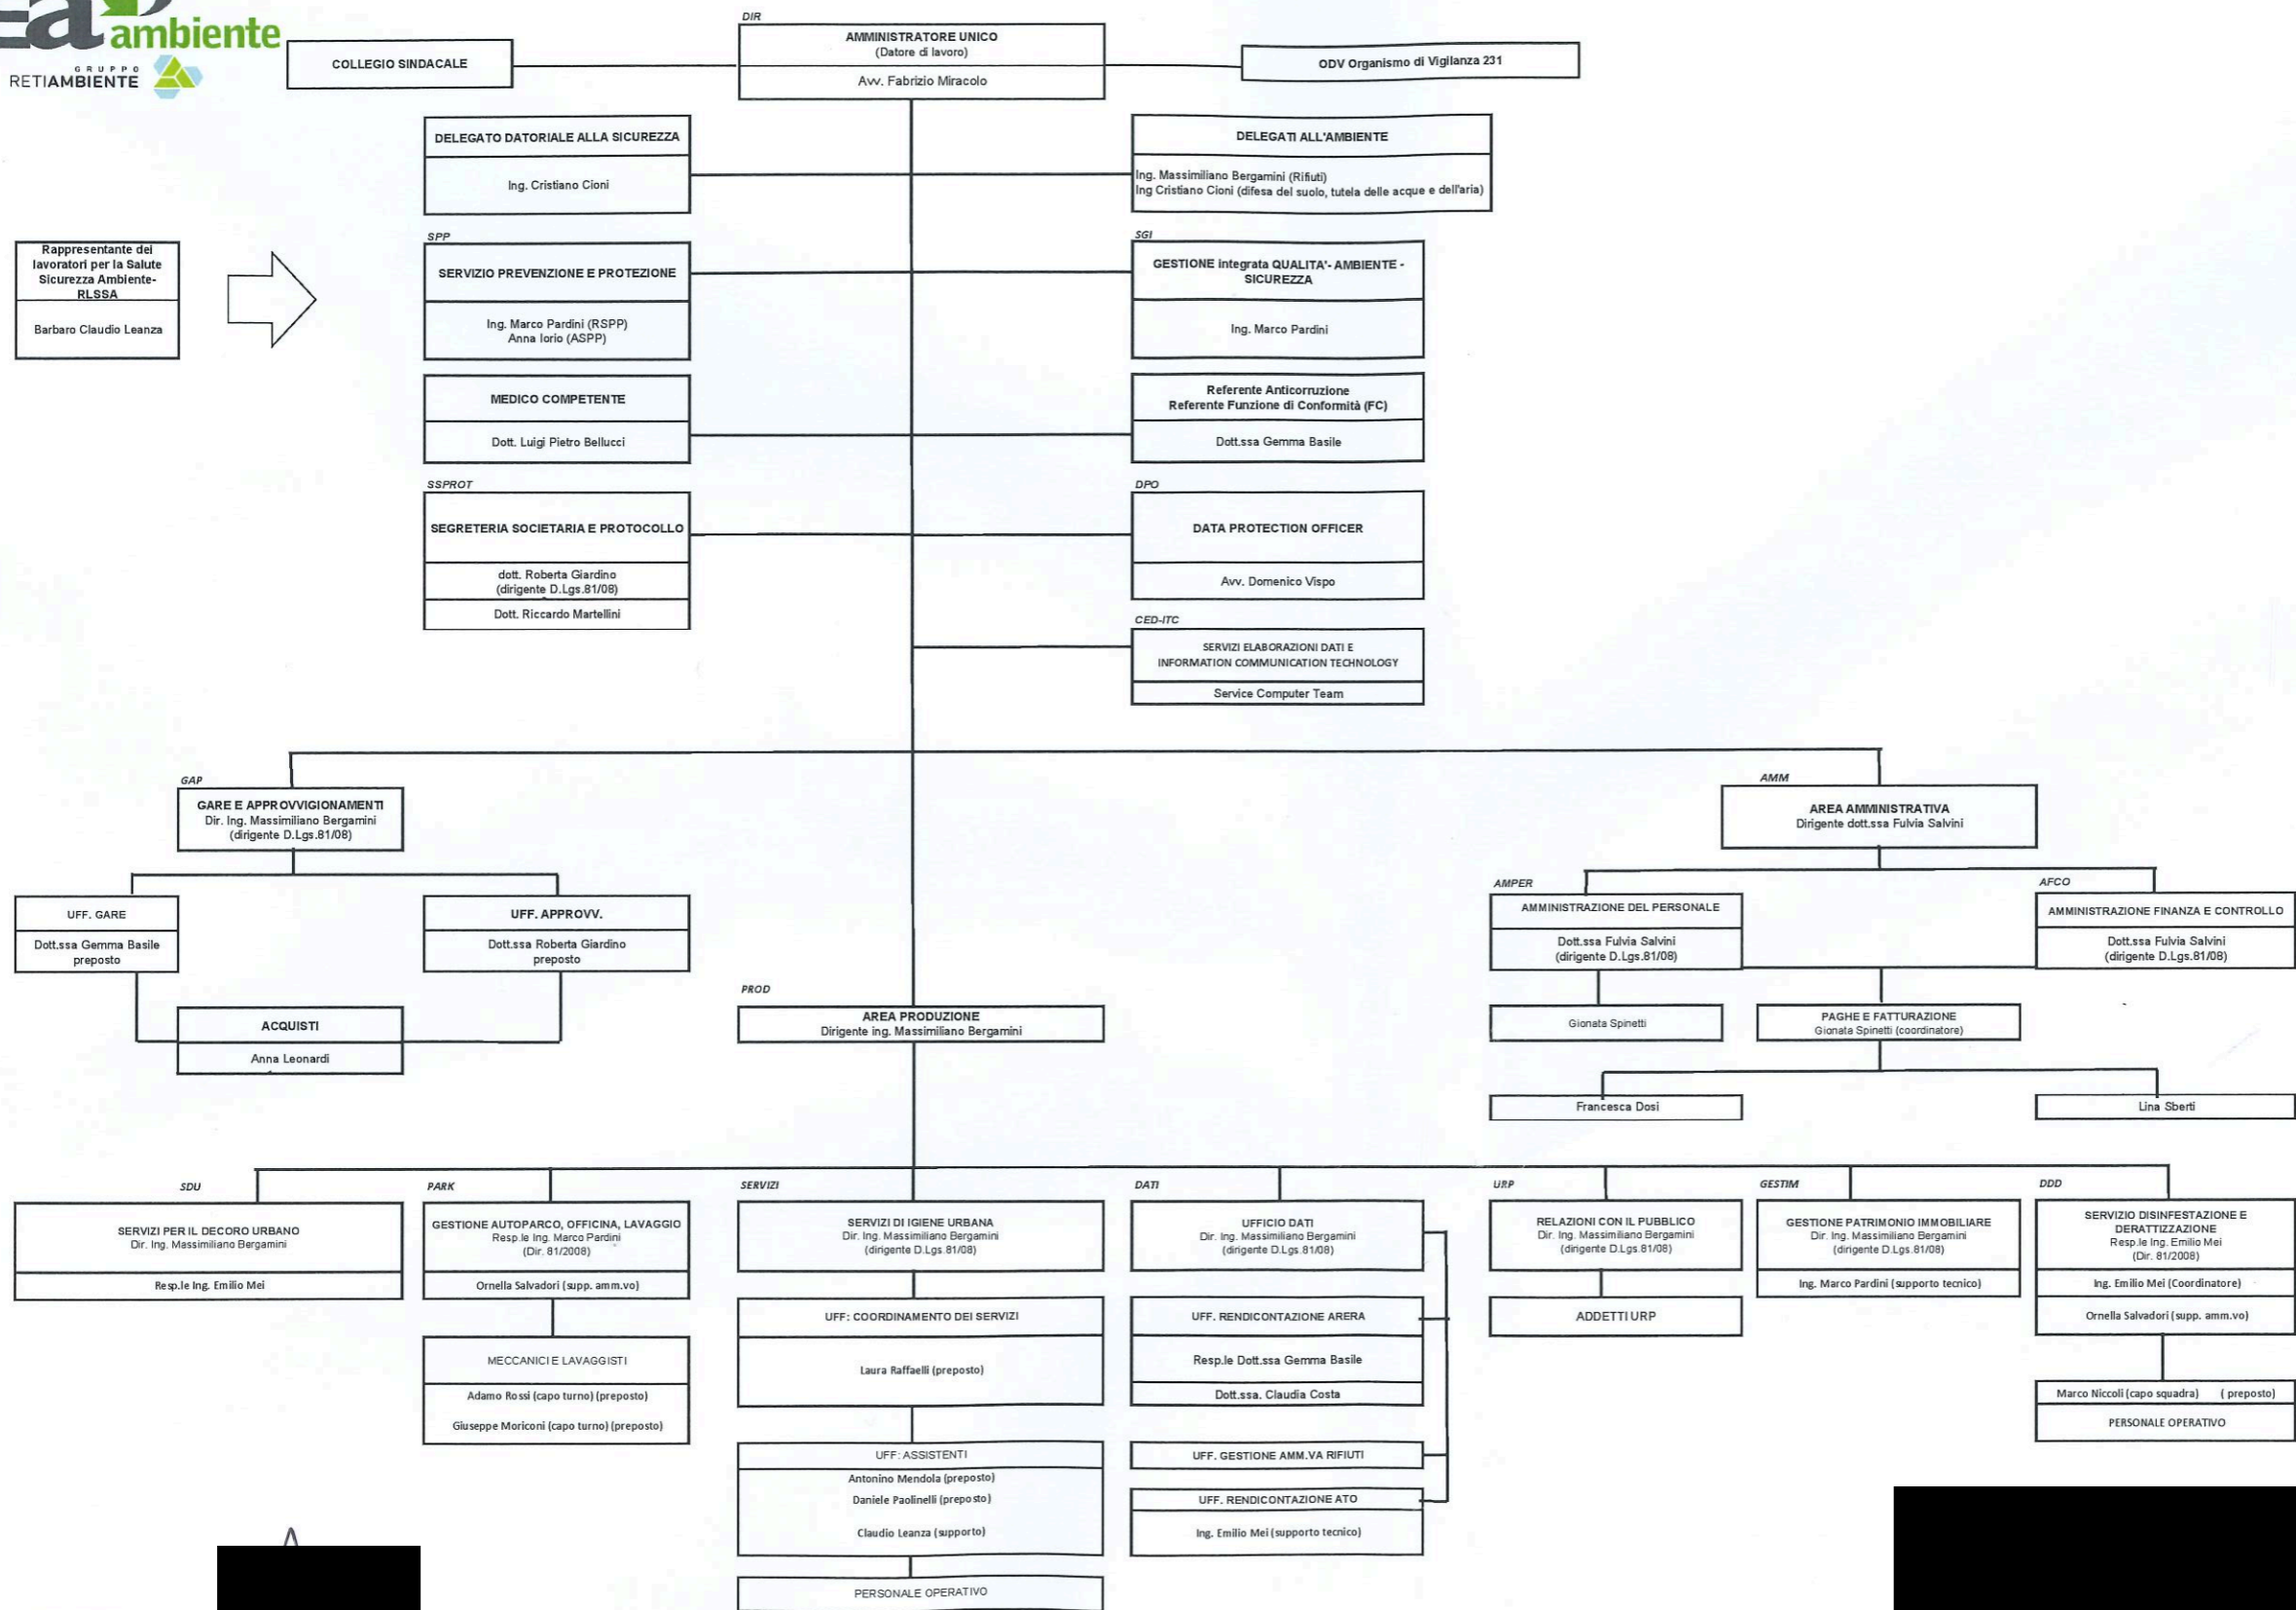 Ea
ambiente
GRUPPO
RETIAMBIENTE
COLLEGIO SINDACALE
DIR
AMMINISTRATORE UNICO
(Datore di lavoro)
Avv. Fabrizio Miracolo
ODV Organismo di Vigilanza 231
DELEGATO DATORIALE ALLA SICUREZZA
Ing. Cristiano Cioni
DELEGATI ALL'AMBIENTE
Ing. Massimiliano Bergamini (Rifiuti)
Ing Cristiano Cioni (difesa del suolo, tutela delle acque e dell'aria)
Rappresentante dei
lavoratori per la Salute
Sicurezza Ambiente-
RLSSA
Barbaro Claudio Leanza
SPP
SERVIZIO PREVENZIONE E PROTEZIONE
Ing. Marco Pardini (RSPP)
Anna Iorio (ASPP)
SGI
GESTIONE integrata QUALITA'- AMBIENTE -
SICUREZZA
Ing. Marco Pardini
MEDICO COMPETENTE
Dott. Luigi Pietro Bellucci
Referente Anticorruzione
Referente Funzione di Conformità (FC)
Dott.ssa Gemma Basile
SSPROT
SEGRETERIA SOCIETARIA E PROTOCOLLO
dott. Roberta Giardino
(dirigente D.Lgs.81/08)
Dott. Riccardo Martellini
DPO
DATA PROTECTION OFFICER
Avv. Domenico Vispo
CED-ITC
SERVIZI ELABORAZIONI DATI E
INFORMATION COMMUNICATION TECHNOLOGY
Service Computer Team
GAP
GARE E APPROVVIGIONAMENTI
Dir. Ing. Massimiliano Bergamini
(dirigente D.Lgs.81/08)
UFF. GARE
Dott.ssa Gemma Basile
preposto
UFF. APPROVV.
Dott.ssa Roberta Giardino
preposto
ACQUISTI
Anna Leonardi
AMM
AREA AMMINISTRATIVA
Dirigente dott.ssa Fulvia Salvini
AMPER
AMMINISTRAZIONE DEL PERSONALE
Dott.ssa Fulvia Salvini
(dirigente D.Lgs.81/08)
AFCO
AMMINISTRAZIONE FINANZA E CONTROLLO
Dott.ssa Fulvia Salvini
(dirigente D.Lgs.81/08)
Gionata Spinetti
PAGHE E FATTURAZIONE
Gionata Spinetti (coordinatore)
Francesca Dosi
Lina Sberti
PROD
AREA PRODUZIONE
Dirigente ing. Massimiliano Bergamini
SDU
SERVIZI PER IL DECORO URBANO
Dir. Ing. Massimiliano Bergamini
Resp.le Ing. Emilio Mei
PARK
GESTIONE AUTOPARCO, OFFICINA, LAVAGGIO
Resp.le Ing. Marco Pardini
(Dir. 81/2008)
Ornella Salvadori (supp. amm.vo)
MECCANICI E LAVAGGISTI
Adamo Rossi (capo turno) (preposto)
Giuseppe Moriconi (capo turno) (preposto)
SERVIZI
SERVIZI DI IGIENE URBANA
Dir. Ing. Massimiliano Bergamini
(dirigente D.Lgs.81/08)
UFF: COORDINAMENTO DEI SERVIZI
Laura Raffaelli (preposto)
UFF: ASSISTENTI
Antonino Mendola (preposto)
Daniele Paolinelli (preposto)
Claudio Leanza (supporto)
PERSONALE OPERATIVO
DATI
UFFICIO DATI
Dir. Ing. Massimiliano Bergamini
(dirigente D.Lgs.81/08)
UFF. RENDICONTAZIONE ARERA
Resp.le Dott.ssa Gemma Basile
Dott.ssa. Claudia Costa
UFF. GESTIONE AMM.VA RIFIUTI
UFF. RENDICONTAZIONE ATO
Ing. Emilio Mei (supporto tecnico)
URP
RELAZIONI CON IL PUBBLICO
Dir. Ing. Massimiliano Bergamini
(dirigente D.Lgs.81/08)
ADDETTI URP
GESTIM
GESTIONE PATRIMONIO IMMOBILIARE
Dir. Ing. Massimiliano Bergamini
(dirigente D.Lgs.81/08)
Ing. Marco Pardini (supporto tecnico)
DDD
SERVIZIO DISINFESTAZIONE E
DERATTIZZAZIONE
Resp.le Ing. Emilio Mei
(Dir. 81/2008)
Ing. Emilio Mei (Coordinatore)
Ornella Salvadori (supp. amm.vo)
Marco Niccoli (capo squadra) ( preposto)
PERSONALE OPERATIVO